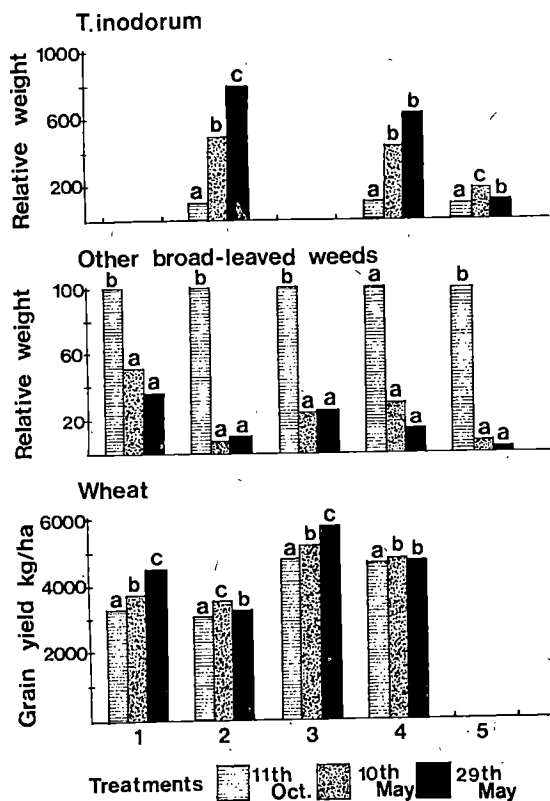 T.inodorum
Relative weight
1000
600
200
a b c
a b b
a c b
Other broad-leaved weeds
Relative weight
100
60
20
b a a
b a a
b a a
a a a
b a a
Wheat
Grain yield kg/ha
6000
4000
2000
a b c
a c b
a b c
a b b
1 2 3 4 5
Treatments 11th Oct. 10th May 29th May